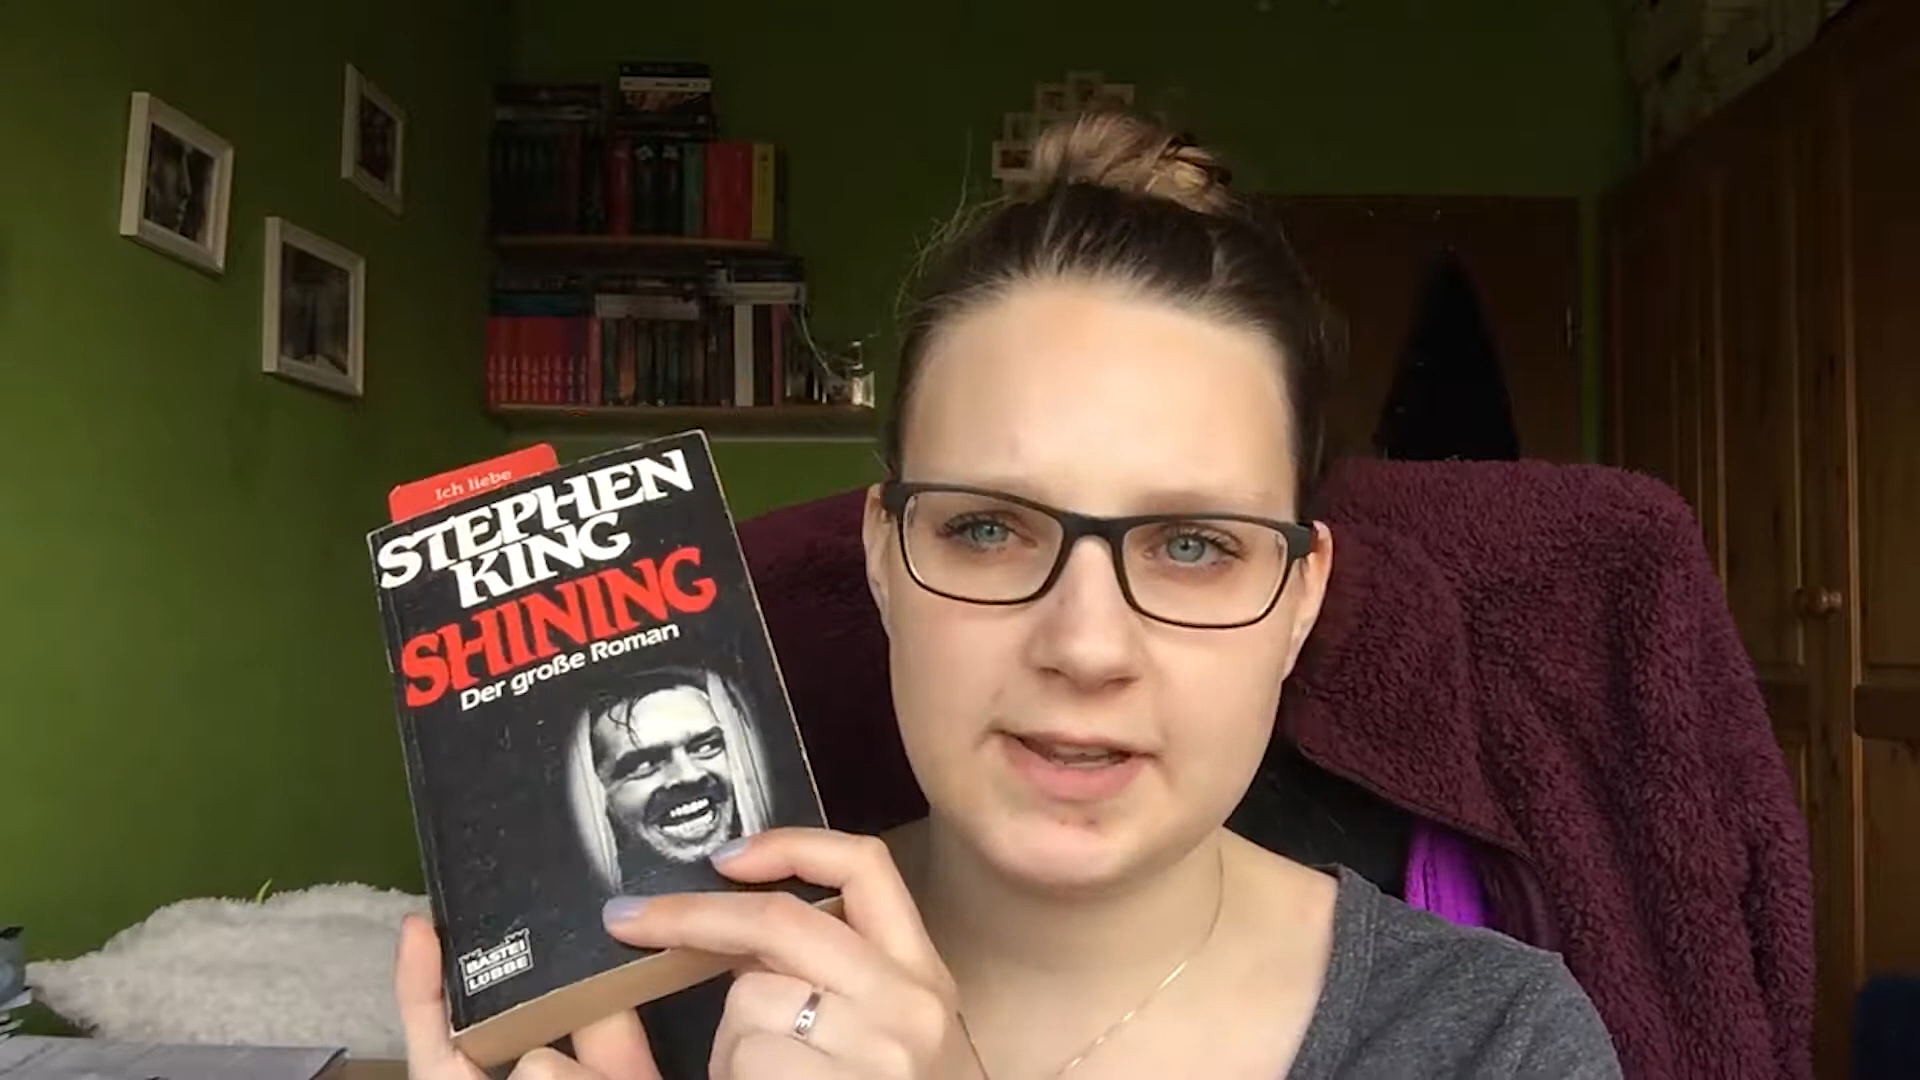 Ich liebe
STEPHEN
KING
SHINING
Der große Roman
BASTEI
LÜBBE